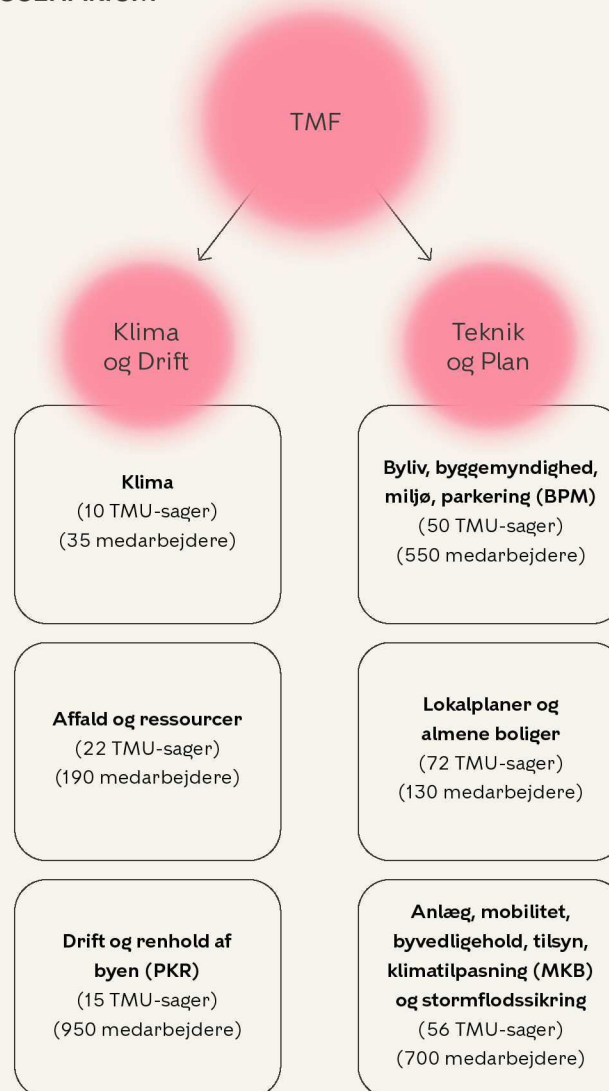 TMF
Klima
og Drift
Teknik
og Plan
Klima
(10 TMU-sager)
(35 medarbejdere)
Affald og ressourcer
(22 TMU-sager)
(190 medarbejdere)
Drift og renhold af
byen (PKR)
(15 TMU-sager)
(950 medarbejdere)
Byliv, byggemyndighed,
miljø, parkering (BPM)
(50 TMU-sager)
(550 medarbejdere)
Lokalplaner og
almene boliger
(72 TMU-sager)
(130 medarbejdere)
Anlæg, mobilitet,
byvedligehold, tilsyn,
klimatilpasning (MKB)
og stormflodssikring
(56 TMU-sager)
(700 medarbejdere)